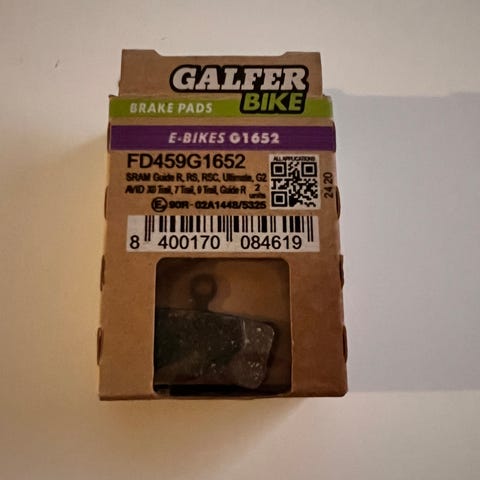 GALFER
BIKE
BRAKE PADS
E-BIKES G1652
FD459G1652
ALL APPLICATIONS
SRAM Guide R, RS, RSC, Ultimate, G2
AVID X0 Trail, 7 Trail, 9 Trail, Guide R
2 units
90R-02A1448/5325
24 20
8 400170 084619